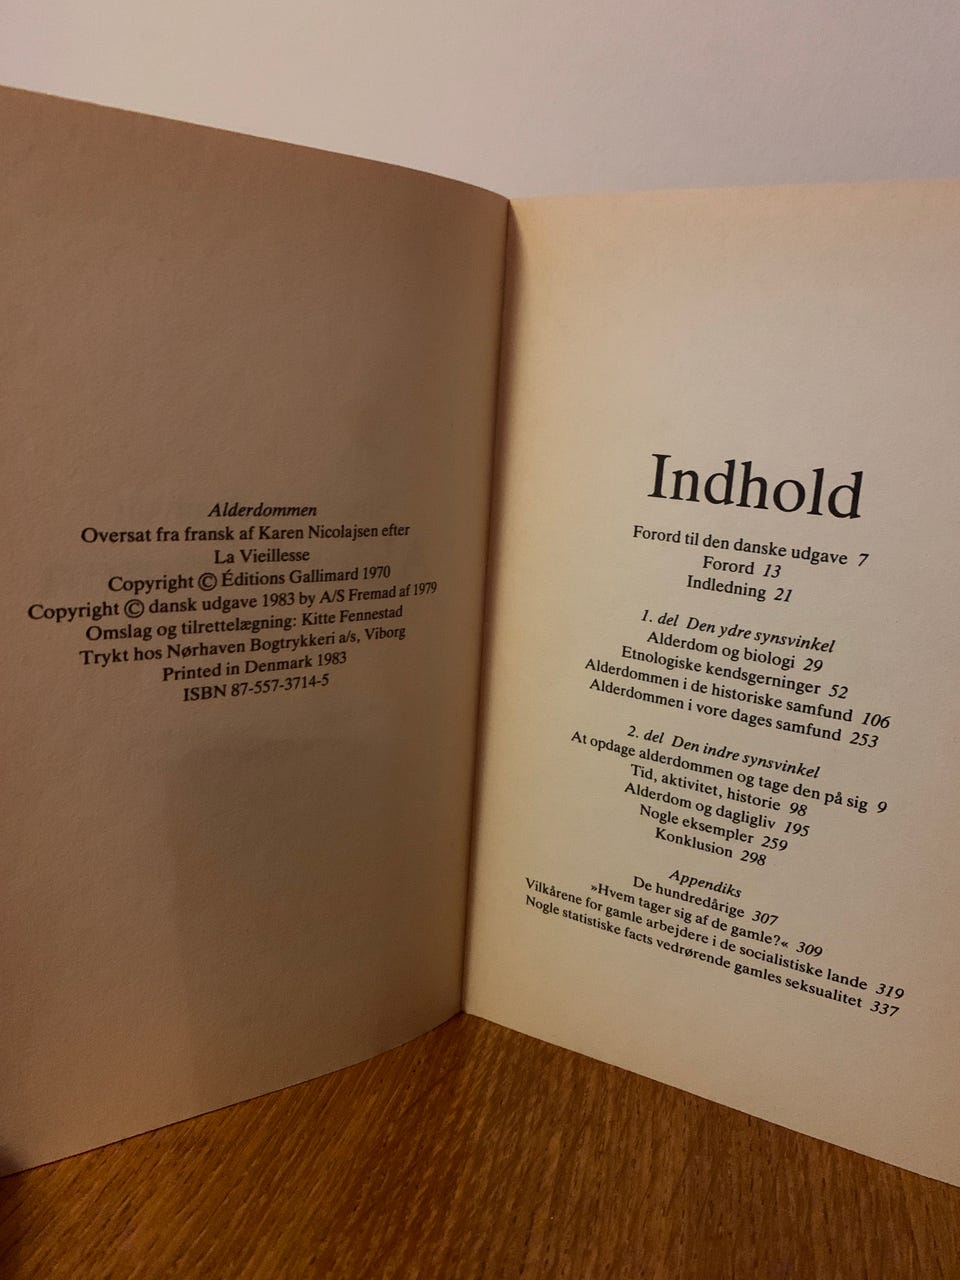 Alderdommen
Oversat fra fransk af Karen Nicolajsen efter
La Vieillesse
Copyright © Éditions Gallimard 1970
Copyright © dansk udgave 1983 by A/S Fremad af 1979
Omslag og tilrettelægning: Kitte Fennestad
Trykt hos Nørhaven Bogtrykkeri a/s, Viborg
Printed in Denmark 1983
ISBN 87-557-3714-5
Indhold
Forord til den danske udgave 7
Forord 13
Indledning 21
1. del Den ydre synsvinkel
Alderdom og biologi 29
Etnologiske kendsgerninger 52
Alderdommen i de historiske samfund 106
Alderdommen i vore dages samfund 253
2. del Den indre synsvinkel
At opdage alderdommen og tage den på sig 9
Tid, aktivitet, historie 98
Alderdom og dagligliv 195
Nogle eksempler 259
Konklusion 298
Appendiks
De hundredårige 307
»Hvem tager sig af de gamle?« 309
Vilkårene for gamle arbejdere i de socialistiske lande 319
Nogle statistiske facts vedrørende gamles seksualitet 337